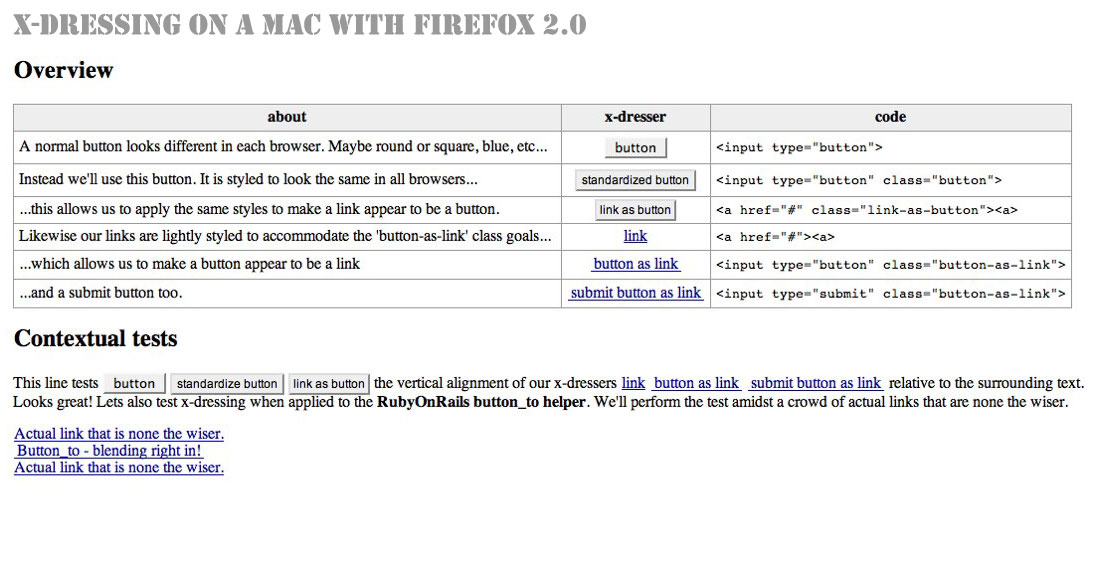 X-DRESSING ON A MAC WITH FIREFOX 2.0
Overview
about x-dresser code
A normal button looks different in each browser. Maybe round or square, blue, etc... button <input type="button">
Instead we'll use this button. It is styled to look the same in all browsers... standardized button <input type="button" class="button">
...this allows us to apply the same styles to make a link appear to be a button. link as button <a href="#" class="link-as-button"><a>
Likewise our links are lightly styled to accommodate the 'button-as-link' class goals... link <a href="#"><a>
...which allows us to make a button appear to be a link button as link <input type="button" class="button-as-link">
...and a submit button too. submit button as link <input type="submit" class="button-as-link">
Contextual tests
This line tests button standardize button link as button the vertical alignment of our x-dressers link button as link submit button as link relative to the surrounding text.
Looks great! Lets also test x-dressing when applied to the RubyOnRails button_to helper. We'll perform the test amidst a crowd of actual links that are none the wiser.
Actual link that is none the wiser.
Button_to - blending right in!
Actual link that is none the wiser.